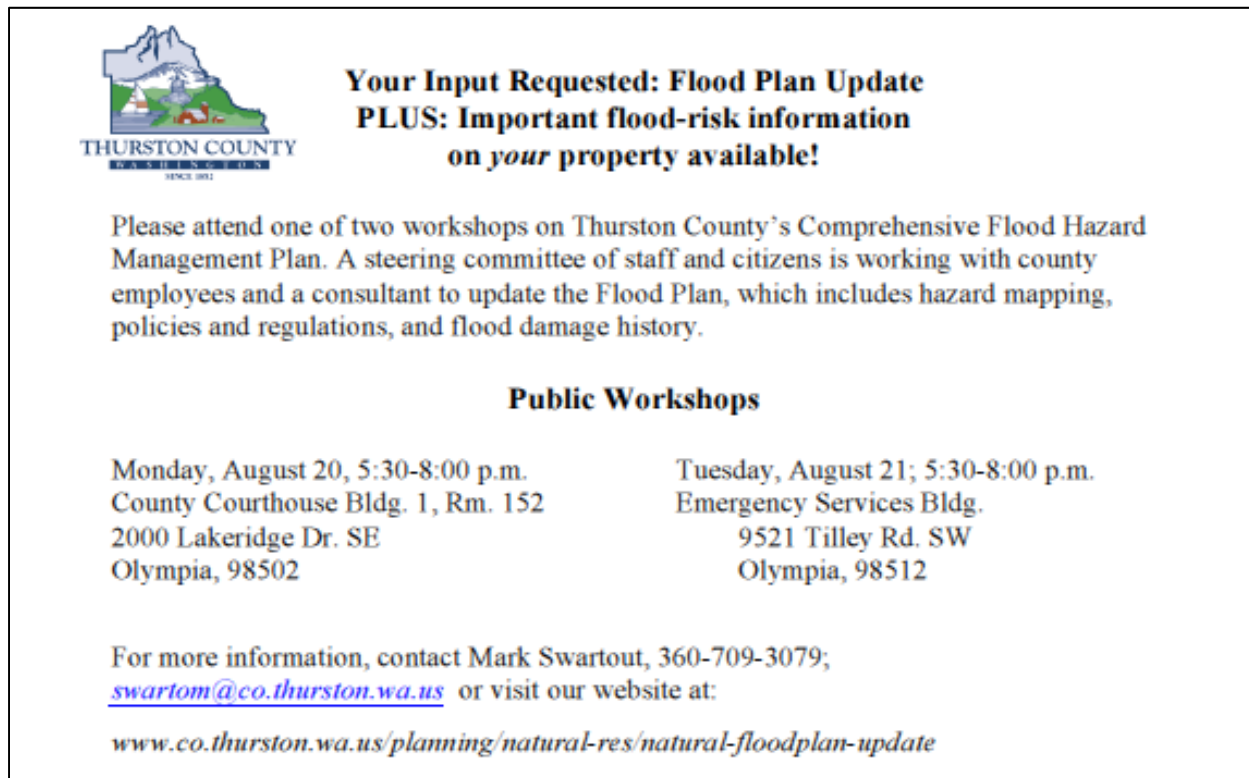 THURSTON COUNTY
WASHINGTON
SINCE 1852
Your Input Requested: Flood Plan Update
PLUS: Important flood-risk information
on your property available!
Please attend one of two workshops on Thurston County’s Comprehensive Flood Hazard
Management Plan. A steering committee of staff and citizens is working with county
employees and a consultant to update the Flood Plan, which includes hazard mapping,
policies and regulations, and flood damage history.
Public Workshops
Monday, August 20, 5:30-8:00 p.m.
County Courthouse Bldg. 1, Rm. 152
2000 Lakeridge Dr. SE
Olympia, 98502
Tuesday, August 21; 5:30-8:00 p.m.
Emergency Services Bldg.
9521 Tilley Rd. SW
Olympia, 98512
For more information, contact Mark Swartout, 360-709-3079;
swartom@co.thurston.wa.us or visit our website at:
www.co.thurston.wa.us/planning/natural-res/natural-floodplan-update